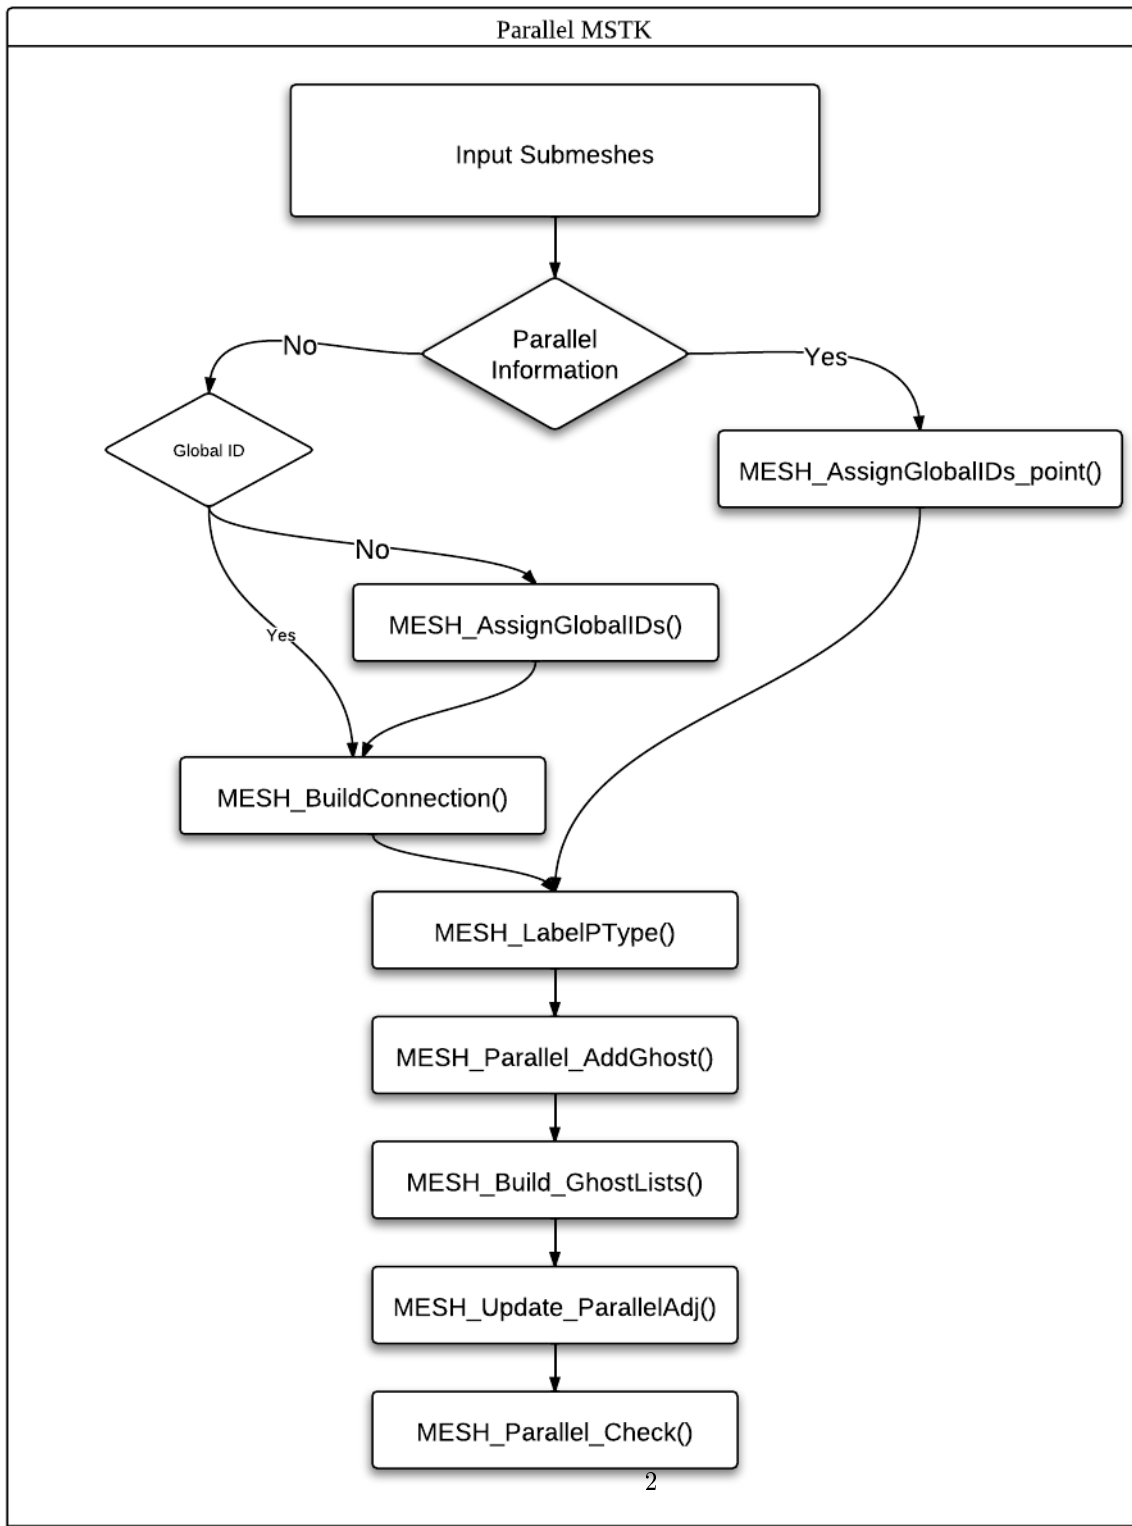 Parallel MSTK
Input Submeshes
Parallel
Information
No
Yes
Global ID
MESH_AssignGlobalIDs_point()
No
MESH_AssignGlobalIDs()
Yes
MESH_BuildConnection()
MESH_LabelPType()
MESH_Parallel_AddGhost()
MESH_Build_GhostLists()
MESH_Update_ParallelAdj()
MESH_Parallel_Check()
2